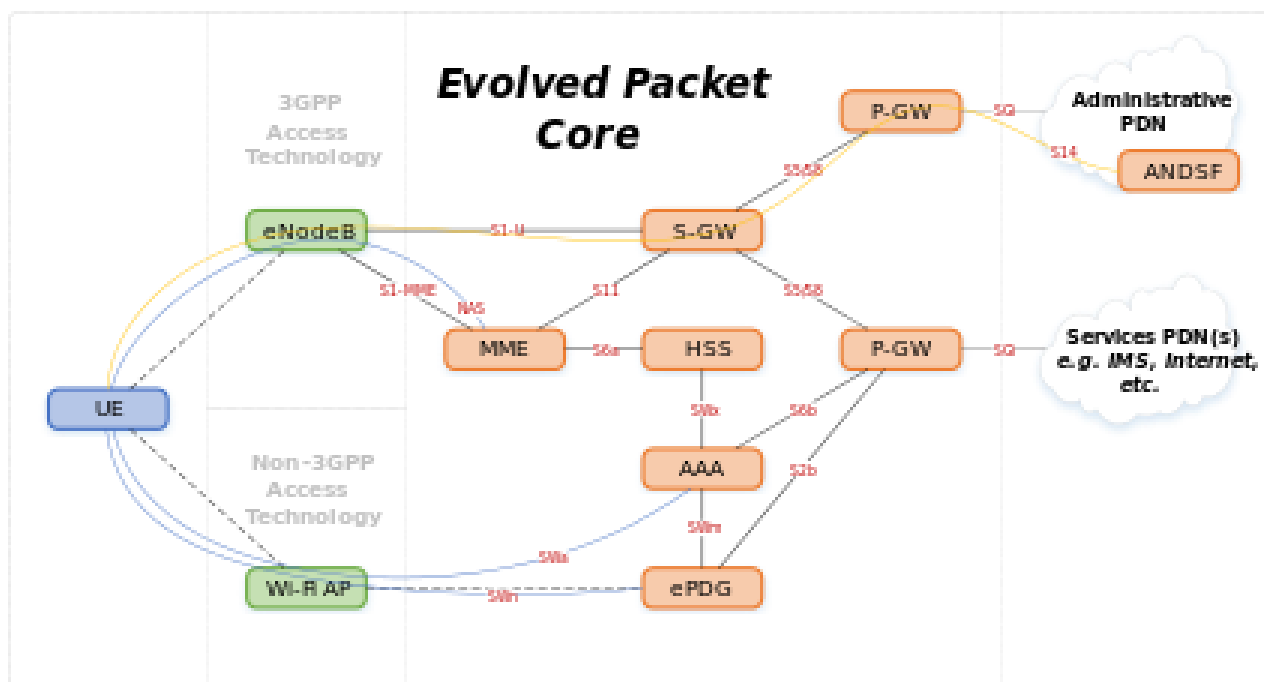 Evolved Packet
Core
3GPP
Access
Technology
P-GW
SGi
Administrative
PDN
S14
ANDSF
S5/S8
eNodeB
S1-U
S-GW
S1-MME
NAS
S11
S5/S8
MME
S6a
HSS
P-GW
SGi
Services PDN(s)
e.g. IMS, Internet,
etc.
UE
SWx
S6b
Non-3GPP
Access
Technology
AAA
S2b
SWm
SWa
Wi-Fi AP
SWn
ePDG